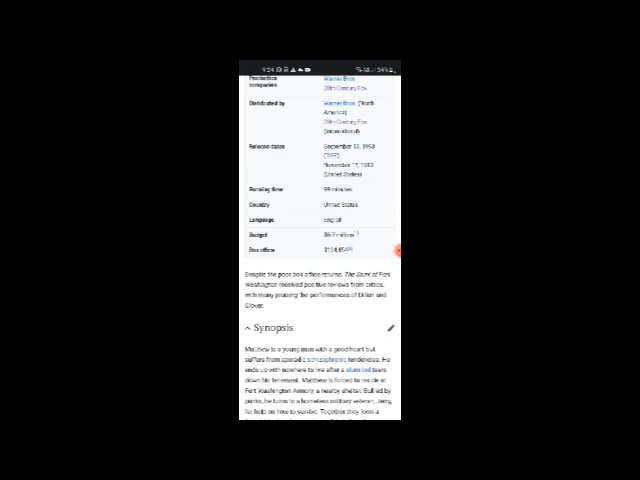 9:24
Production companies Warner Bros.
20th Century Fox
Distributed by Warner Bros. (North America)
20th Century Fox (International)
Release dates September 13, 1993 (TIFF)
November 17, 1993 (United States)
Running time 99 minutes
Country United States
Language English
Budget
Box office
Despite the poor box office returns, The Saint of Fort
Washington received positive reviews from critics,
with many praising the performances of Dillon and
Glover.
Synopsis
Matthew is a young man with a good heart but
suffers from sporadic schizophrenic tendencies. He
ends up with nowhere to live after a slumlord tears
down his tenement. Matthew is forced to reside at
Fort Washington Armory, a nearby shelter. Bullied by
punks, he turns to a homeless military veteran, Jerry,
for help on how to survive. Together they form a